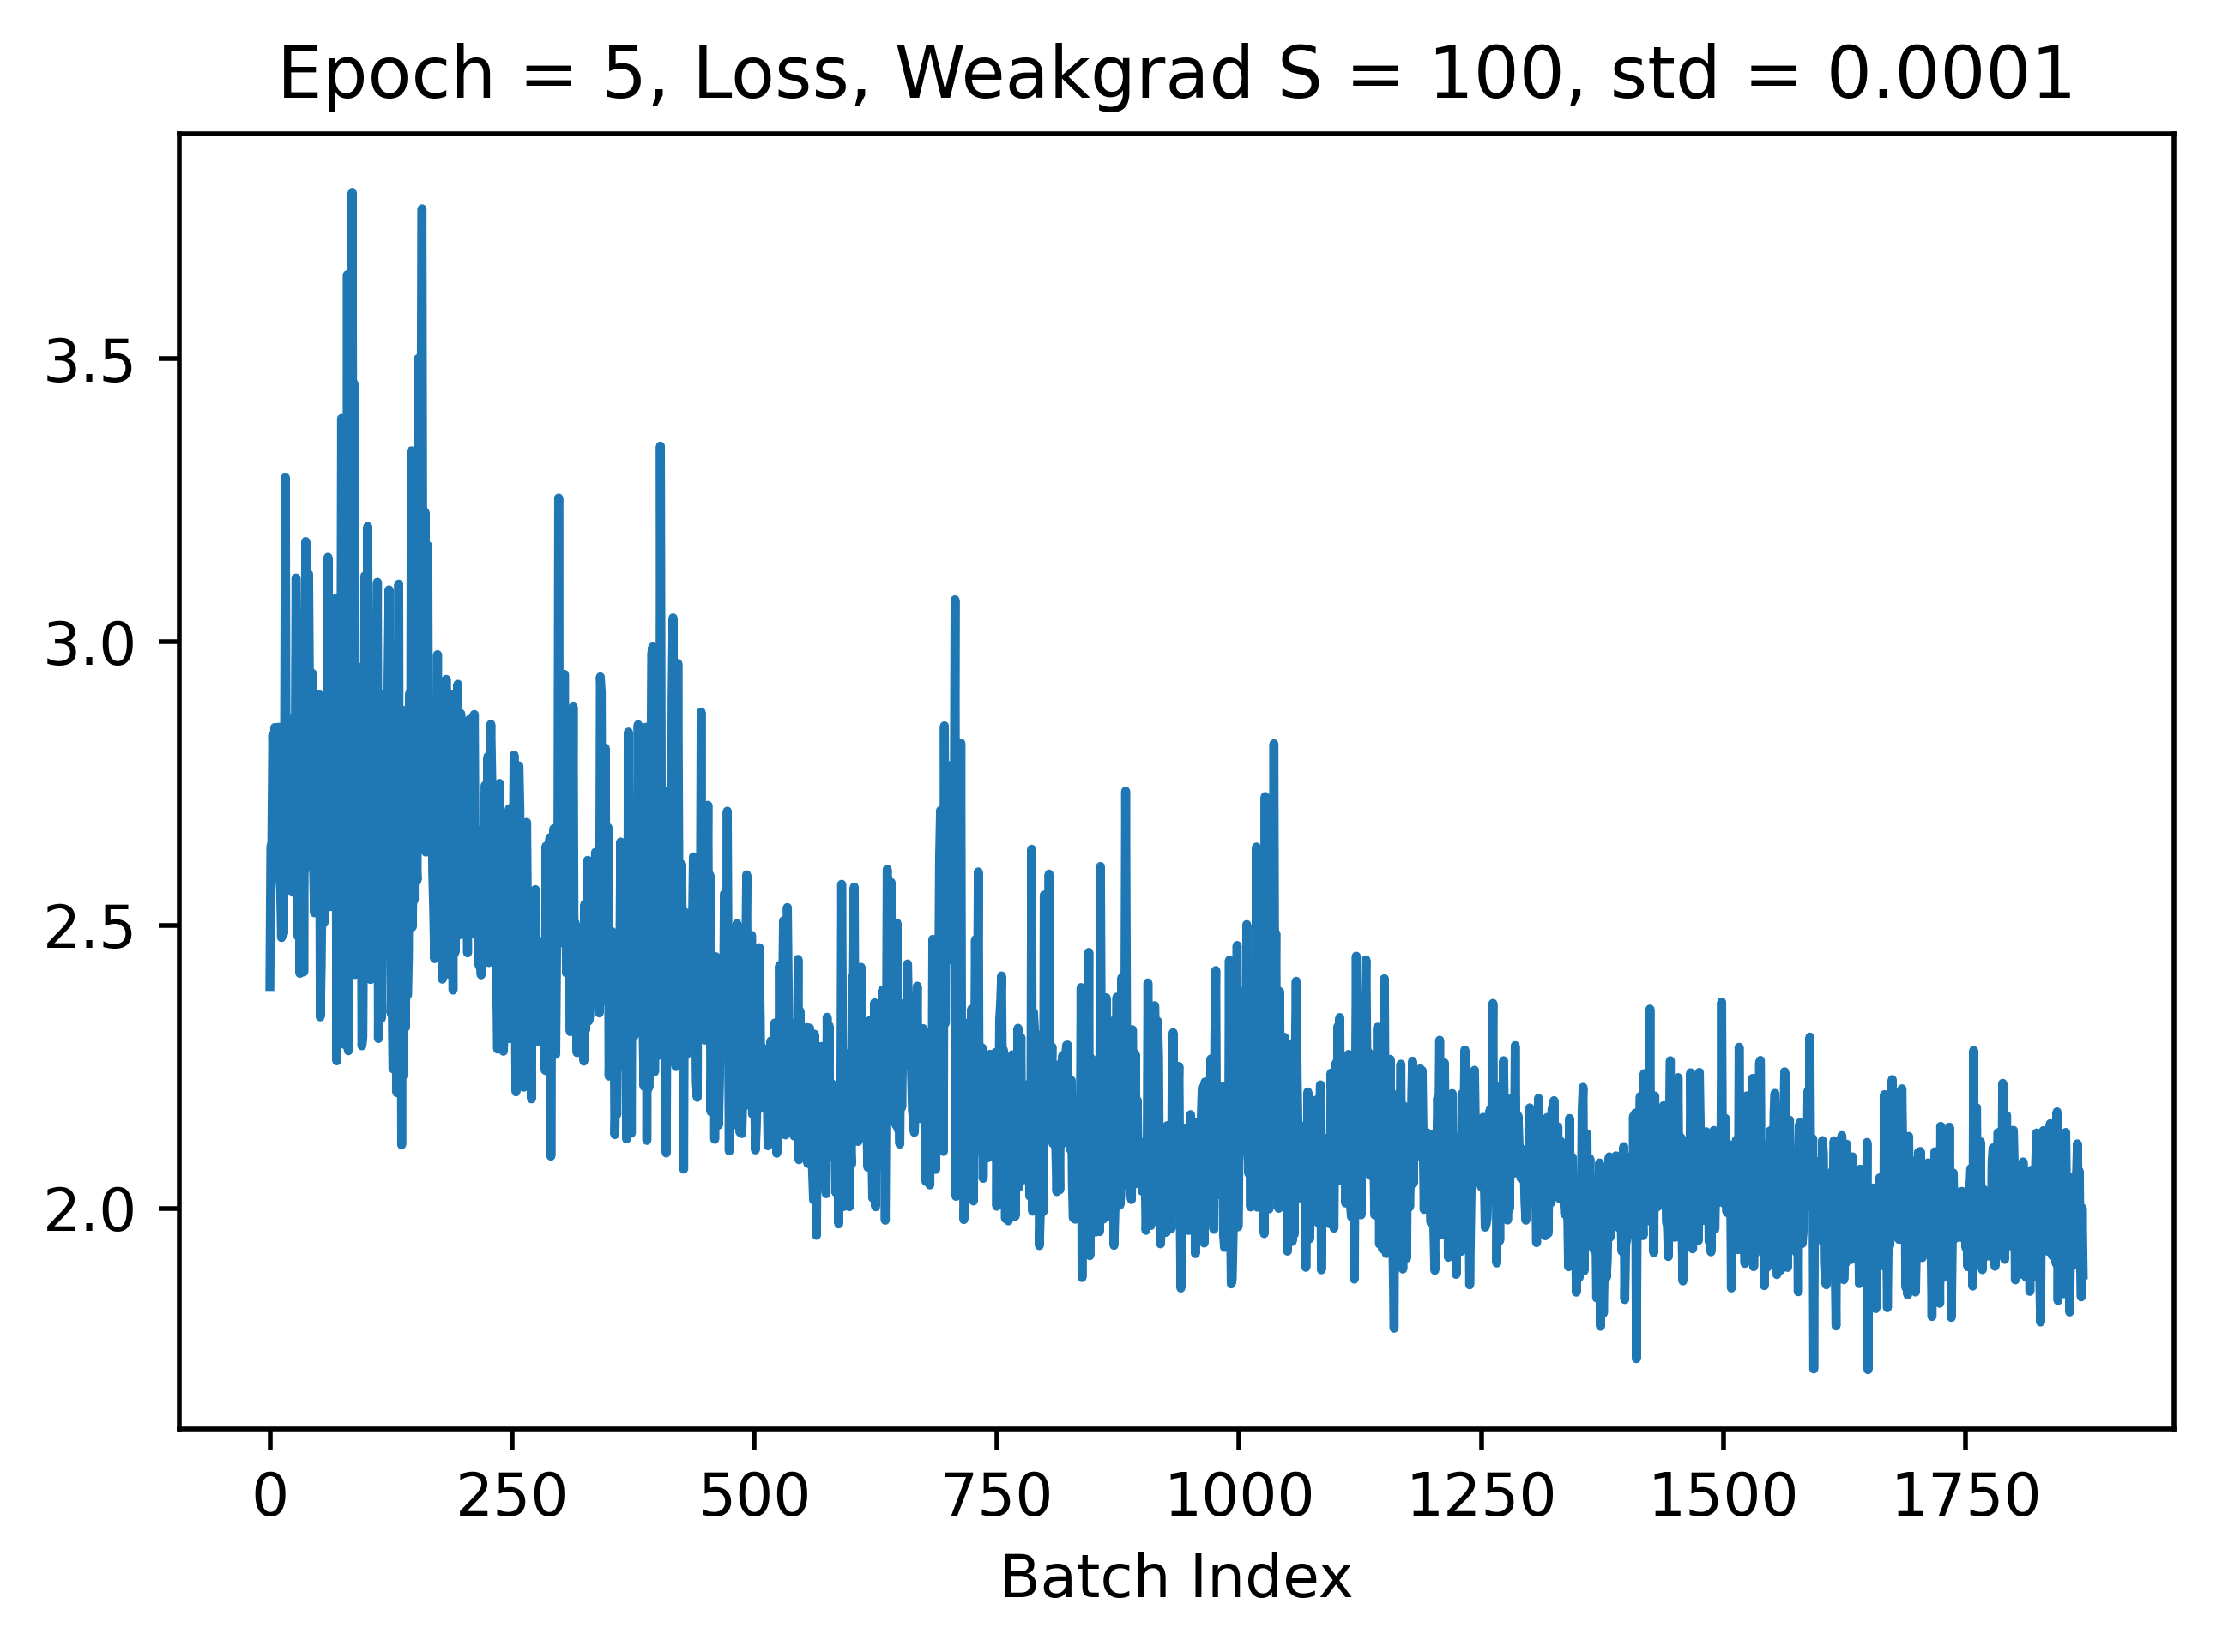 Epoch = 5, Loss, Weakgrad S = 100, std = 0.0001
3.5
3.0
2.5
2.0
0 250 500 750 1000 1250 1500 1750
Batch Index